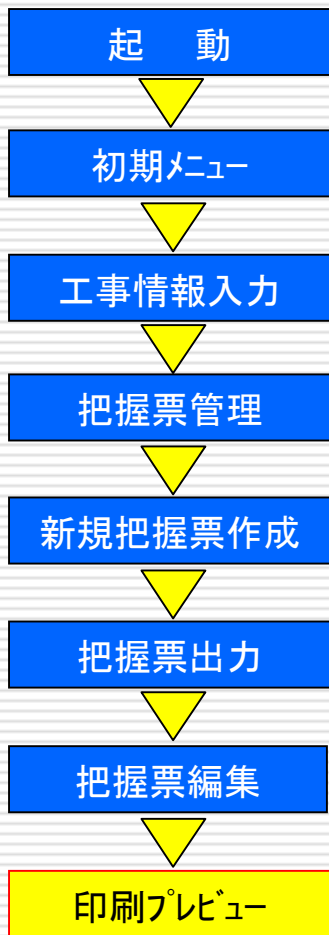 起　動
初期ﾒﾆｭｰ
工事情報入力
把握票管理
新規把握票作成
把握票出力
把握票編集
印刷ﾌﾟﾚﾋﾞｭｰ